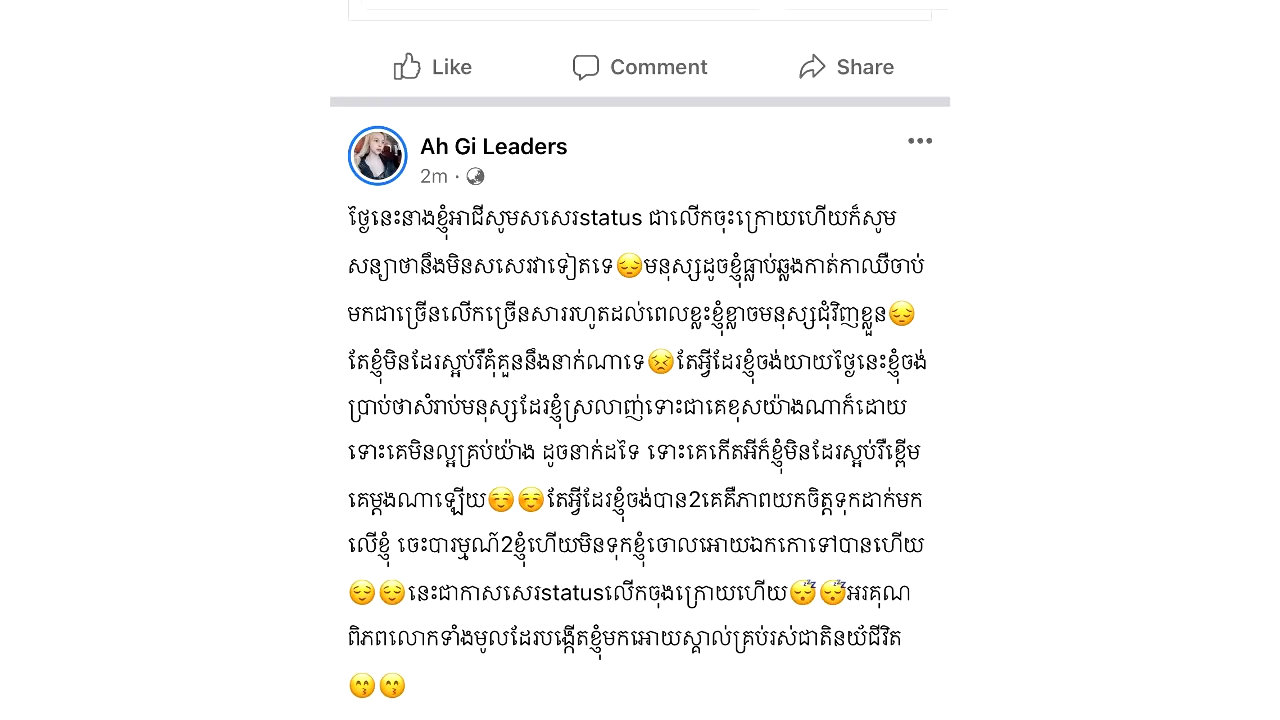 Like Comment Share
Ah Gi Leaders
2m ·
ថ្ងៃនេះនាងខ្ញុំអាជីសូមសសេរstatus ជាលើកចុះក្រោយហើយក៏សូម
សន្យាថានឹងមិនសសេរវាទៀតទេ😔មនុស្សដូចខ្ញុំធ្លាប់ឆ្លងកាត់កាឈឺចាប់
មកជាច្រើនលើកច្រើនសាររហូតដល់ពេលខ្លះខ្ញុំខ្លាចមនុស្សជុំវិញខ្លួន😔
តែខ្ញុំមិនដែរស្អប់រឺគុំគួននឹងនាក់ណាទេ😣តែអ្វីដែរខ្ញុំចង់យាយថ្ងៃនេះខ្ញុំចង់
ប្រាប់ថាសំរាប់មនុស្សដែរខ្ញុំស្រលាញ់ទោះជាគេខុសយ៉ាងណាក៏ដោយ
ទោះគេមិនល្អគ្រប់យ៉ាង ដូចនាក់ដទៃ ទោះគេកើតអីក៏ខ្ញុំមិនដែរស្អប់រឺខ្ពើម
គេម្តងណាឡើយ☺️☺️តែអ្វីដែរខ្ញុំចង់បាន2គេគឺភាពយកចិត្តទុកដាក់មក
លើខ្ញុំ ចេះបារម្មណ៍2ខ្ញុំហើយមិនទុកខ្ញុំចោលអោយឯកកោទៅបានហើយ
😌😌នេះជាកាសសេរstatusលើកចុងក្រោយហើយ😴😴អរគុណ
ពិភពលោកទាំងមូលដែរបង្កើតខ្ញុំមកអោយស្គាល់គ្រប់រស់ជាតិនយ័ជីវិត
😙😙